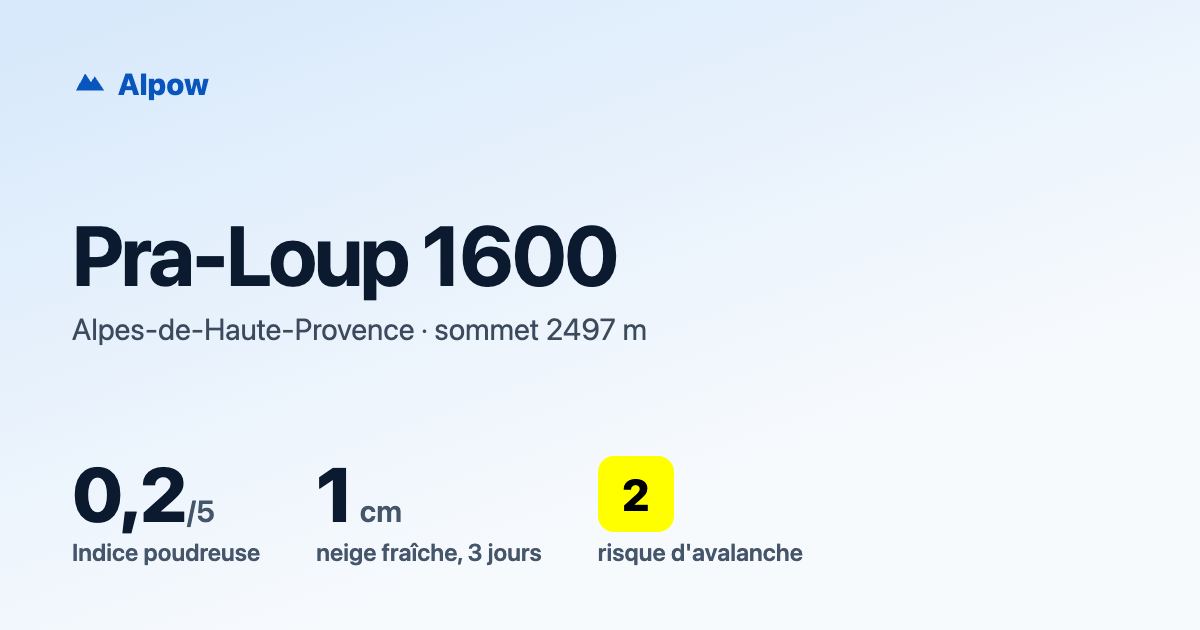 Alpow
Pra-Loup 1600
Alpes-de-Haute-Provence · sommet 2497 m
0,2/5
Indice poudreuse
1 cm
neige fraîche, 3 jours
2
risque d'avalanche